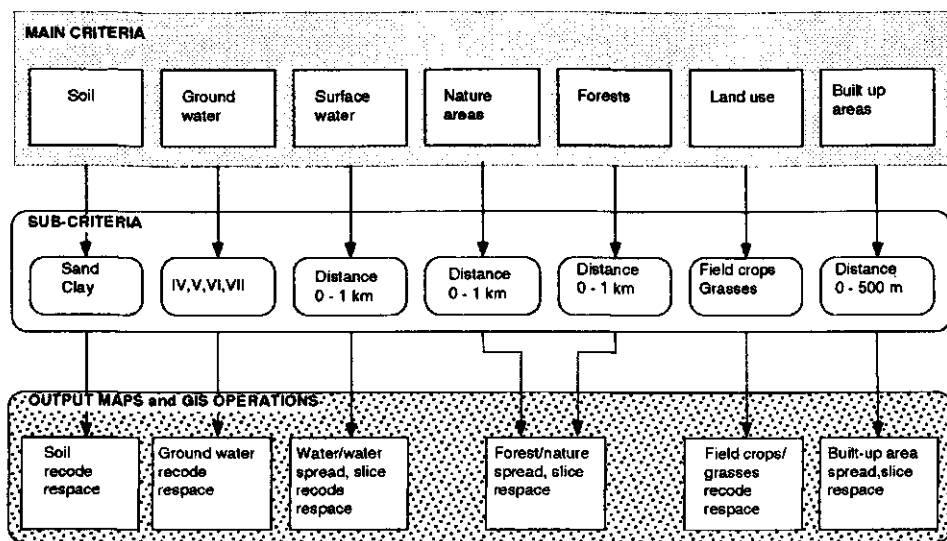 MAIN CRITERIA
Soil
Ground
water
Surface
water
Nature
areas
Forests
Land use
Built up
areas
SUB-CRITERIA
Sand
Clay
IV,V,VI,VII
Distance
0 - 1 km
Distance
0 - 1 km
Distance
0 - 1 km
Field crops
Grasses
Distance
0 - 500 m
OUTPUT MAPS and GIS OPERATIONS
Soil
recode
respace
Ground water
recode
respace
Water/water
spread, slice
recode
respace
Forest/nature
spread, slice
respace
Field crops/
grasses
recode
respace
Built-up area
spread,slice
respace